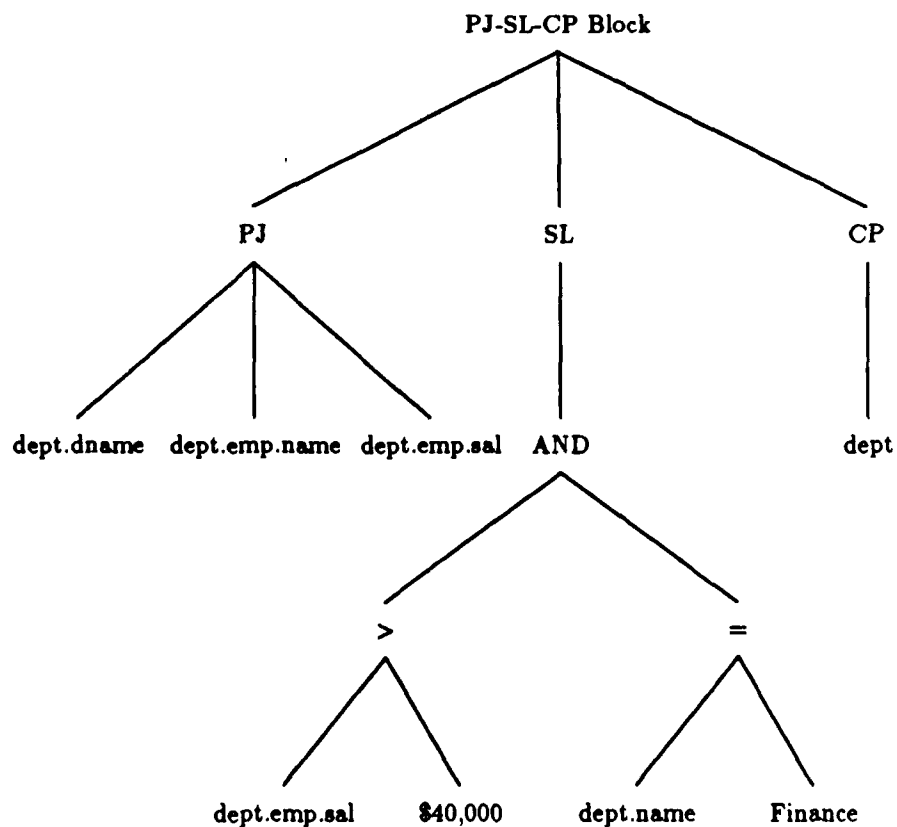 PJ-SL-CP Block
PJ SL CP
dept.dname dept.emp.name dept.emp.sal AND dept
> =
dept.emp.sal $40,000 dept.name Finance